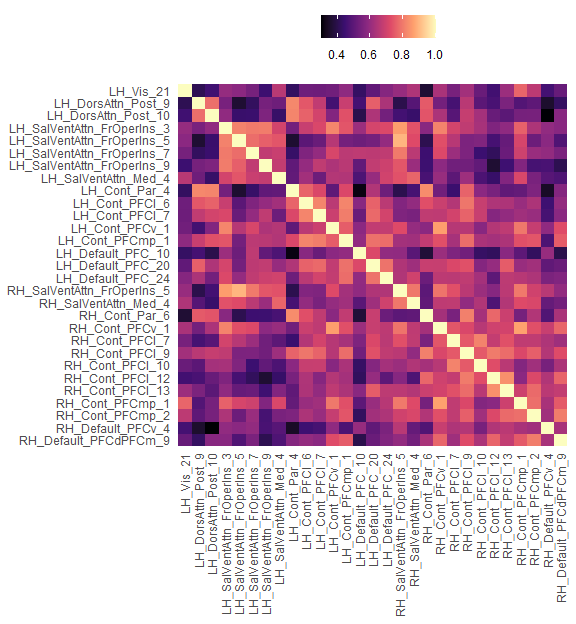 0.4 0.6 0.8 1.0
LH_Vis_21
LH_DorsAttn_Post_9
LH_DorsAttn_Post_10
LH_SalVentAttn_FrOperIns_3
LH_SalVentAttn_FrOperIns_5
LH_SalVentAttn_FrOperIns_7
LH_SalVentAttn_FrOperIns_9
LH_SalVentAttn_Med_4
LH_Cont_Par_4
LH_Cont_PFCl_6
LH_Cont_PFCl_7
LH_Cont_PFCv_1
LH_Cont_PFCmp_1
LH_Default_PFC_10
LH_Default_PFC_20
LH_Default_PFC_24
RH_SalVentAttn_FrOperIns_5
RH_SalVentAttn_Med_4
RH_Cont_Par_6
RH_Cont_PFCv_1
RH_Cont_PFCl_7
RH_Cont_PFCl_9
RH_Cont_PFCl_10
RH_Cont_PFCl_12
RH_Cont_PFCl_13
RH_Cont_PFCmp_1
RH_Cont_PFCmp_2
RH_Default_PFCv_4
RH_Default_PFCdPFCm_9
LH_Vis_21
LH_DorsAttn_Post_9
LH_DorsAttn_Post_10
LH_SalVentAttn_FrOperIns_3
LH_SalVentAttn_FrOperIns_5
LH_SalVentAttn_FrOperIns_7
LH_SalVentAttn_FrOperIns_9
LH_SalVentAttn_Med_4
LH_Cont_Par_4
LH_Cont_PFCl_6
LH_Cont_PFCl_7
LH_Cont_PFCv_1
LH_Cont_PFCmp_1
LH_Default_PFC_10
LH_Default_PFC_20
LH_Default_PFC_24
RH_SalVentAttn_FrOperIns_5
RH_SalVentAttn_Med_4
RH_Cont_Par_6
RH_Cont_PFCv_1
RH_Cont_PFCl_7
RH_Cont_PFCl_9
RH_Cont_PFCl_10
RH_Cont_PFCl_12
RH_Cont_PFCl_13
RH_Cont_PFCmp_1
RH_Cont_PFCmp_2
RH_Default_PFCv_4
RH_Default_PFCdPFCm_9